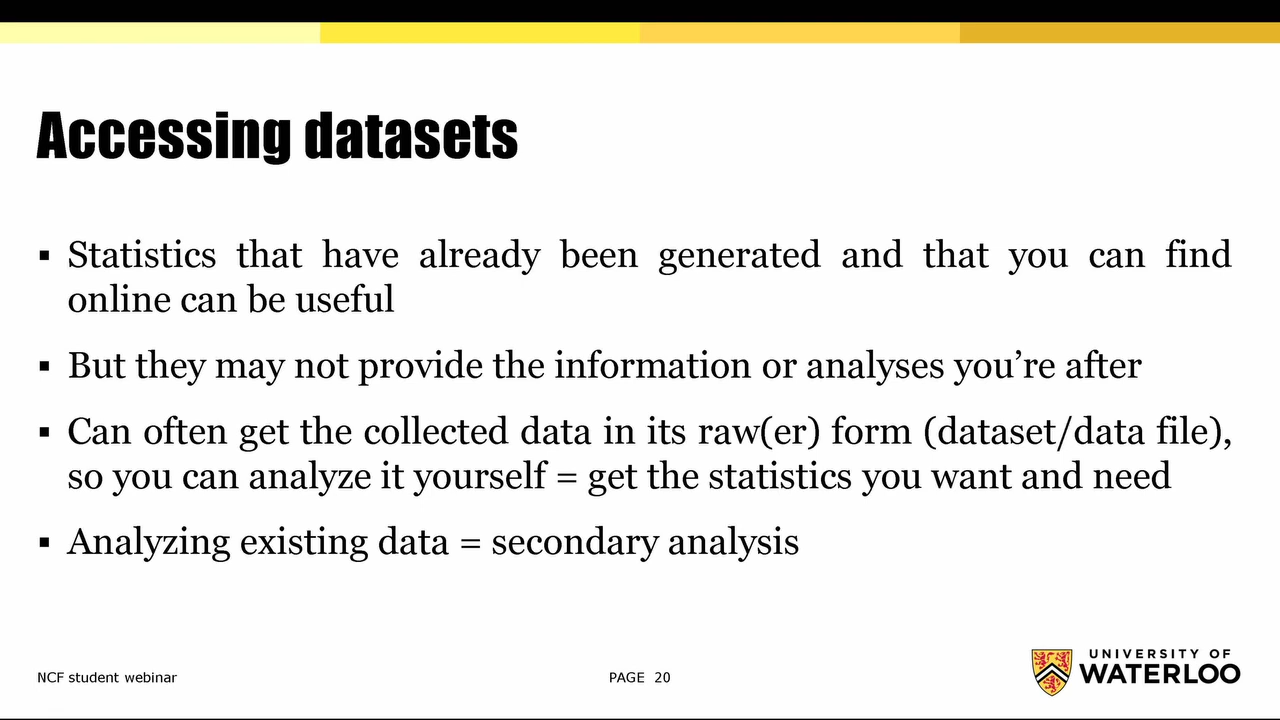 Accessing datasets
▪ Statistics that have already been generated and that you can find
online can be useful
▪ But they may not provide the information or analyses you’re after
▪ Can often get the collected data in its raw(er) form (dataset/data file),
so you can analyze it yourself = get the statistics you want and need
▪ Analyzing existing data = secondary analysis
NCF student webinar
PAGE 20
UNIVERSITY OF
WATERLOO